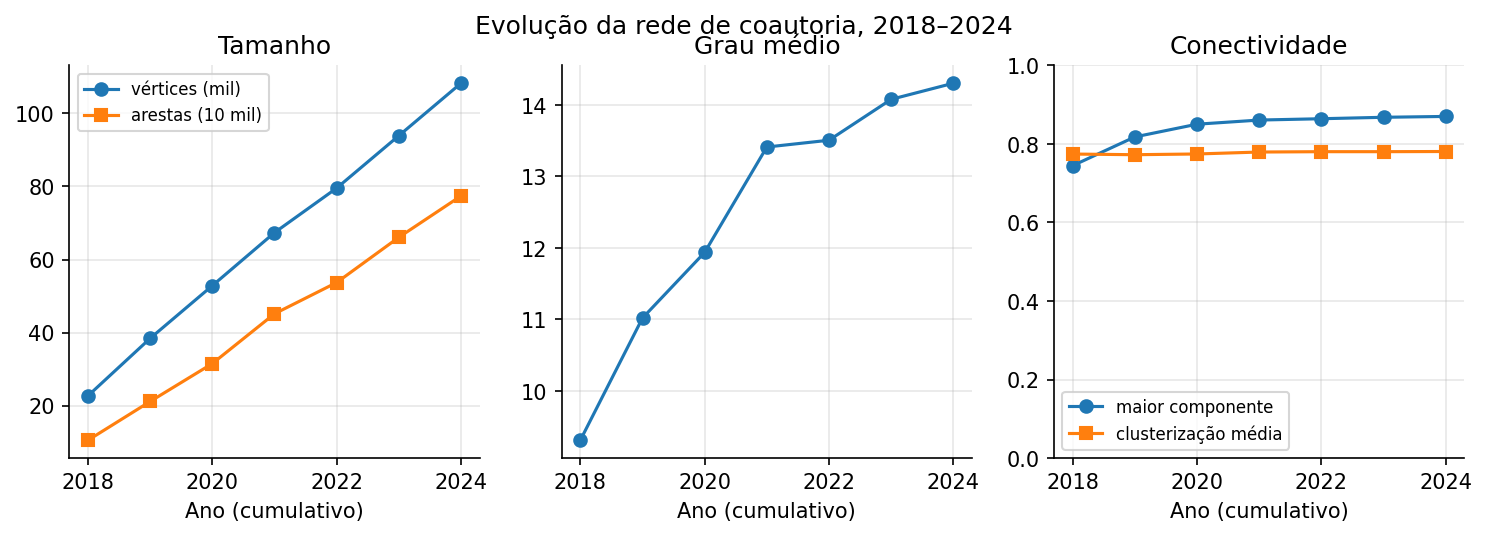 Evolução da rede de coautoria, 2018–2024
Tamanho
vértices (mil)
arestas (10 mil)
100
80
60
40
20
2018 2020 2022 2024
Ano (cumulativo)
Grau médio
14
13
12
11
10
2018 2020 2022 2024
Ano (cumulativo)
Conectividade
1.0
0.8
0.6
0.4
0.2
0.0
maior componente
clusterização média
2018 2020 2022 2024
Ano (cumulativo)